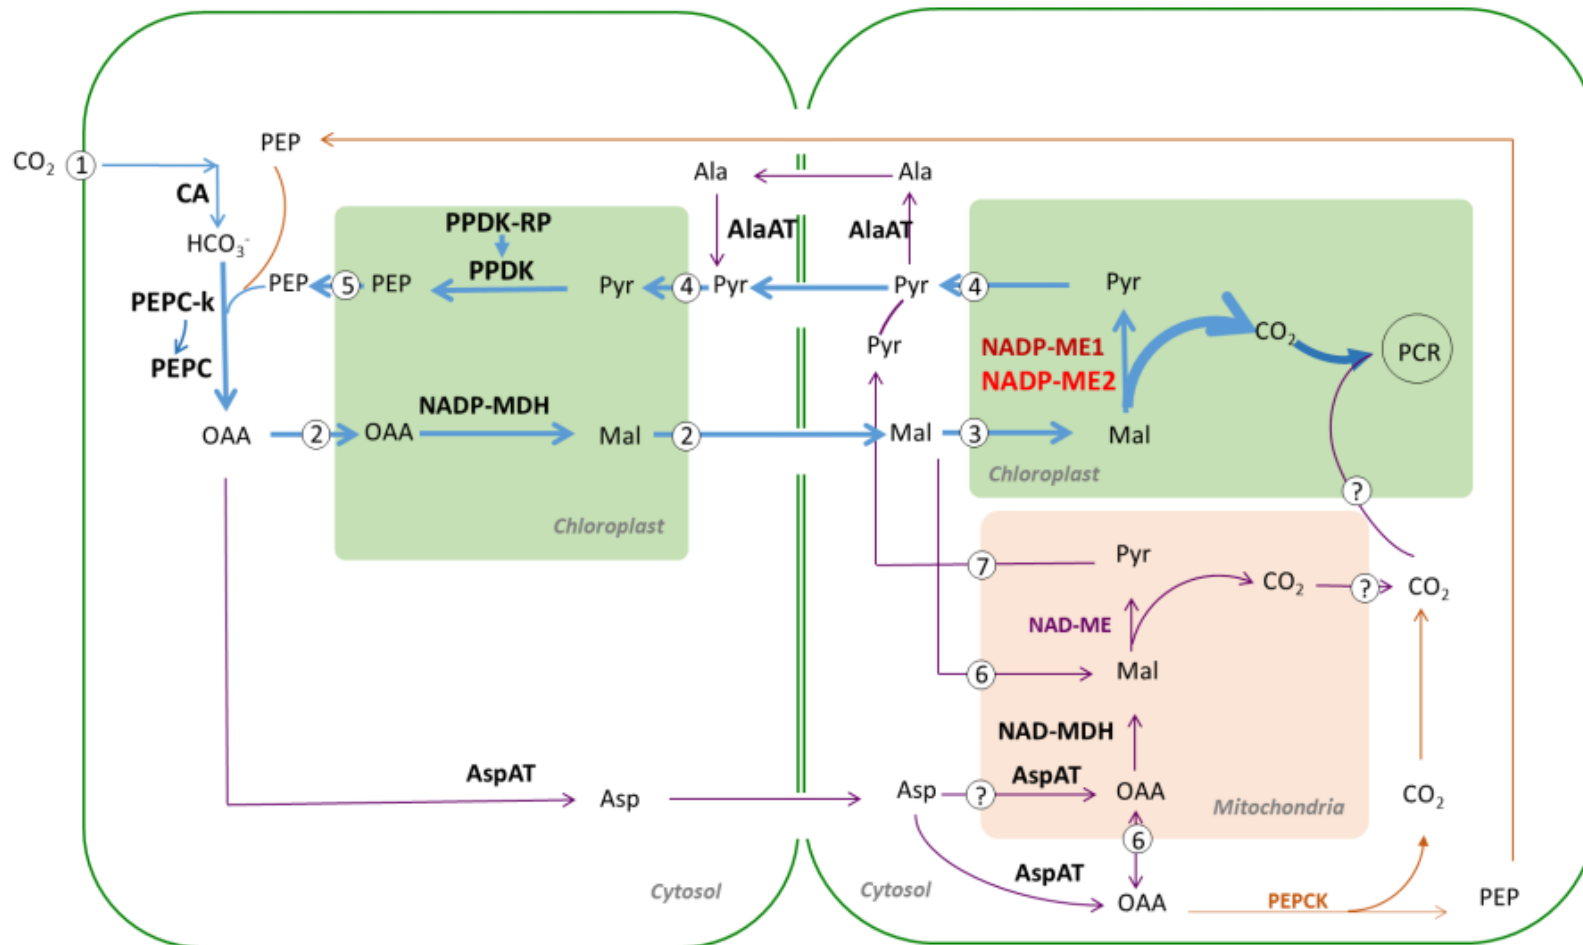 PEP
CO₂ 1
CA
HCO₃⁻
PEPC-k
PEPC
PEP 5 PEP
PPDK-RP
PPDK
Pyr 4 Pyr
Ala Ala
AlaAT AlaAT
Pyr 4 Pyr
Pyr
NADP-ME1
NADP-ME2
CO₂
PCR
OAA 2 OAA
NADP-MDH
Mal 2 Mal 3 Mal
Chloroplast
Chloroplast
?
7 Pyr
CO₂ ? CO₂
NAD-ME
6 Mal
NAD-MDH
AspAT
Asp
Asp ? AspAT OAA
Mitochondria
CO₂
6
AspAT
OAA
PEPCK
PEP
Cytosol
Cytosol